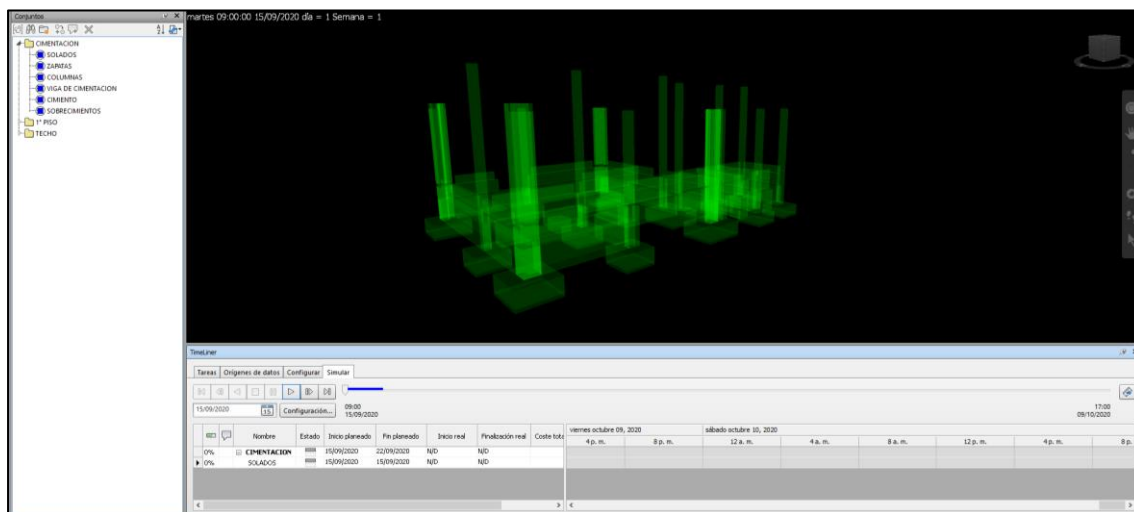 Conjuntos
martes 09:00:00 15/09/2020 día = 1 Semana = 1
CIMENTACION
SOLADOS
ZAPATAS
COLUMNAS
VIGA DE CIMENTACION
CIMIENTO
SOBRECIMIENTOS
1° PISO
TECHO
TimeLiner
Tareas Orígenes de datos Configurar Simular
15/09/2020 15 Configuración... 09:00 15/09/2020 17:00 09/10/2020
Nombre Estado Inicio planeado Fin planeado Inicio real Finalización real Coste tota
viernes octubre 09, 2020 sábado octubre 10, 2020
4 p. m. 8 p. m. 12 a. m. 4 a. m. 8 a. m. 12 p. m. 4 p. m. 8 p.
0% CIMENTACION 15/09/2020 22/09/2020 N/D N/D
0% SOLADOS 15/09/2020 15/09/2020 N/D N/D